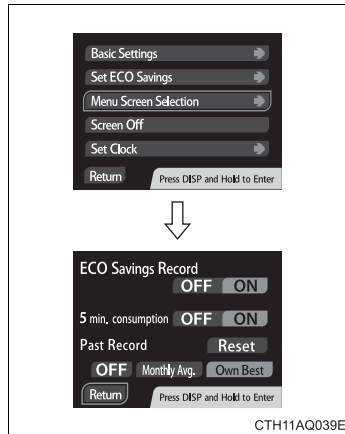 Basic Settings
Set ECO Savings
Menu Screen Selection
Screen Off
Set Clock
Return Press DISP and Hold to Enter
ECO Savings Record
OFF ON
5 min. consumption OFF ON
Past Record Reset
OFF Monthly Avg. Own Best
Return Press DISP and Hold to Enter
CTH11AQ039E